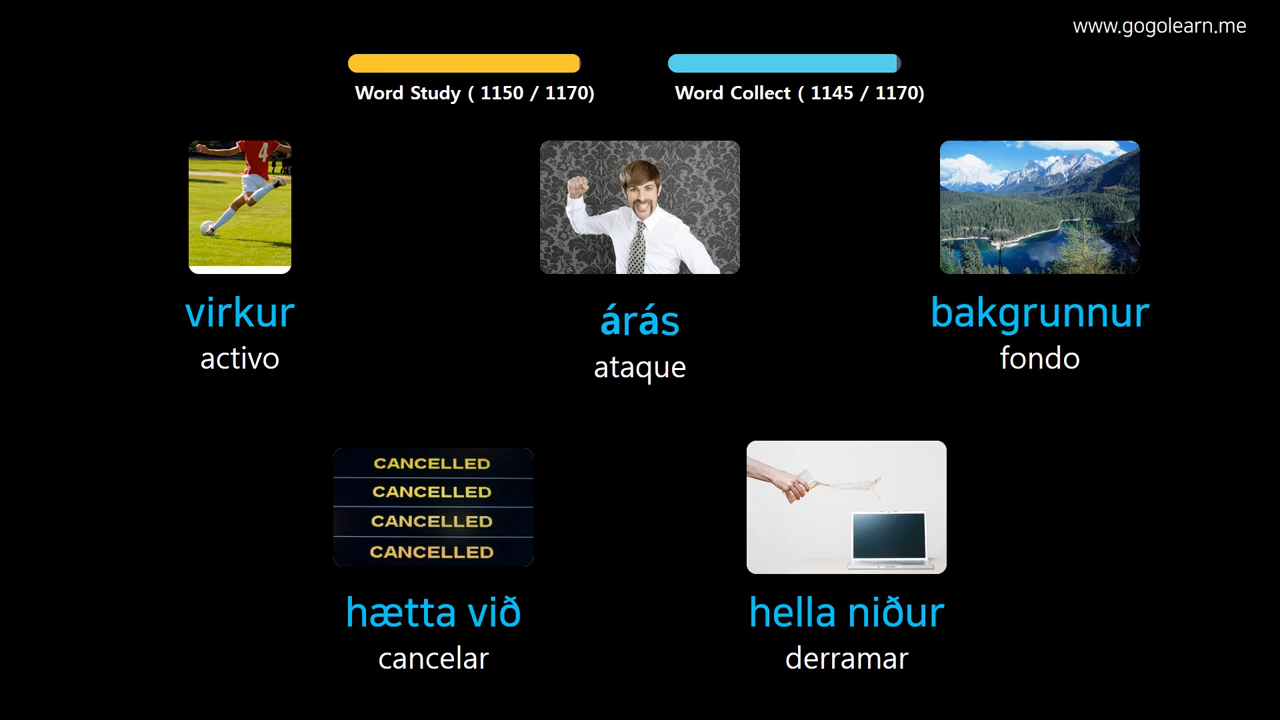 www.gogolearn.me
Word Study ( 1150 / 1170)
Word Collect ( 1145 / 1170)
4
virkur
activo
árás
ataque
bakgrunnur
fondo
CANCELLED
CANCELLED
CANCELLED
CANCELLED
hætta við
cancelar
hella niður
derramar